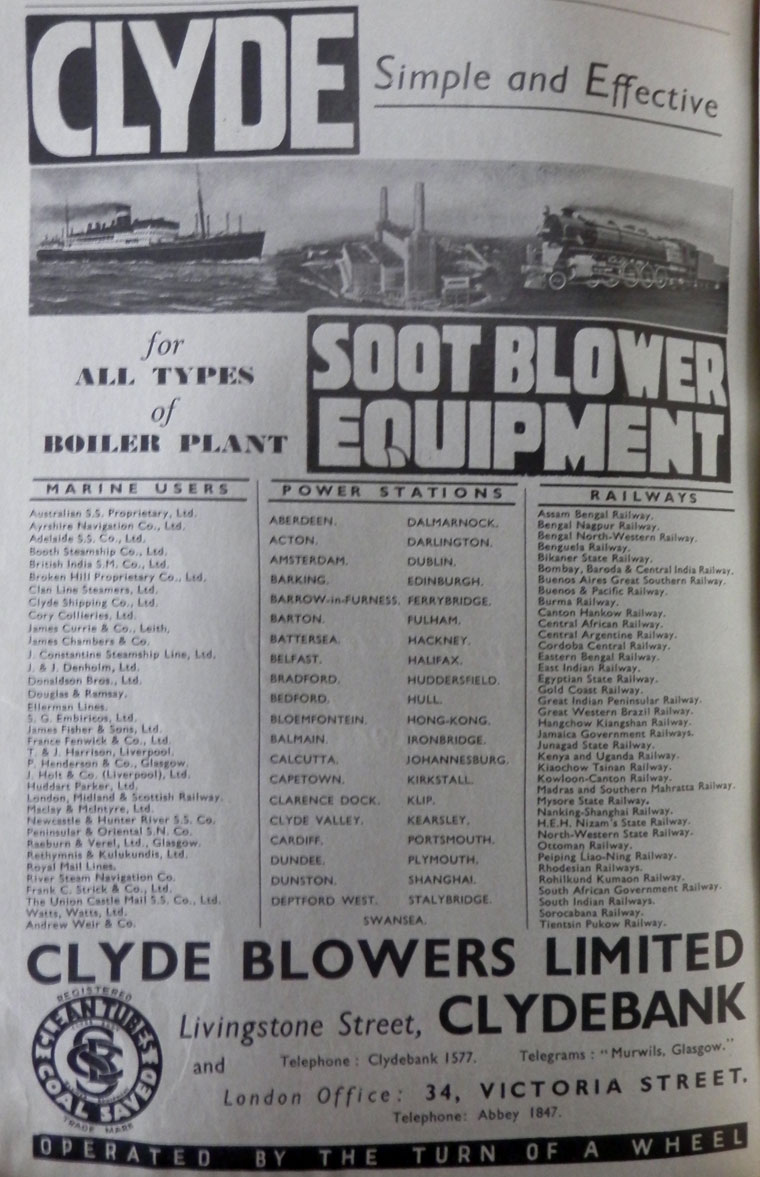 CLYDE
Simple and Effective
for
ALL TYPES
of
BOILER PLANT
SOOT BLOWER
EQUIPMENT
MARINE USERS
Australian S.S. Proprietary, Ltd.
Ayrshire Navigation Co., Ltd.
Adelaide S.S. Co., Ltd.
Booth Steamship Co., Ltd.
British India S.M. Co., Ltd.
Broken Hill Proprietary Co., Ltd.
Clan Line Steamers, Ltd.
Clyde Shipping Co., Ltd.
Cory Collieries, Ltd.
James Currie & Co., Leith.
James Chambers & Co.
J. Constantine Steamship Line, Ltd.
J. & J. Denholm, Ltd.
Donaldson Bros., Ltd.
Douglas & Ramsay.
Ellerman Lines.
S. G. Embiricos, Ltd.
James Fisher & Sons, Ltd.
France Fenwick & Co., Ltd.
T. & J. Harrison, Liverpool.
P. Henderson & Co., Glasgow.
J. Holt & Co. (Liverpool), Ltd.
Huddart Parker, Ltd.
London, Midland & Scottish Railway.
Maclay & McIntyre, Ltd.
Newcastle & Hunter River S.S. Co.
Peninsular & Oriental S.N. Co.
Raeburn & Verel, Ltd., Glasgow.
Rethymnis & Kulukundis, Ltd.
Royal Mail Lines.
River Steam Navigation Co.
Frank C. Strick & Co., Ltd.
The Union Castle Mail S.S. Co., Ltd.
Watts, Watts, Ltd.
Andrew Weir & Co.
POWER STATIONS
ABERDEEN. DALMARNOCK.
ACTON. DARLINGTON.
AMSTERDAM. DUBLIN.
BARKING. EDINBURGH.
BARROW-in-FURNESS. FERRYBRIDGE.
BARTON. FULHAM.
BATTERSEA. HACKNEY.
BELFAST. HALIFAX.
BRADFORD. HUDDERSFIELD.
BEDFORD. HULL.
BLOEMFONTEIN. HONG-KONG.
BALMAIN. IRONBRIDGE.
CALCUTTA. JOHANNESBURG.
CAPETOWN. KIRKSTALL.
CLARENCE DOCK. KLIP.
CLYDE VALLEY. KEARSLEY.
CARDIFF. PORTSMOUTH.
DUNDEE. PLYMOUTH.
DUNSTON. SHANGHAI.
DEPTFORD WEST. STALYBRIDGE.
SWANSEA.
RAILWAYS
Assam Bengal Railway.
Bengal Nagpur Railway.
Bengal North-Western Railway.
Benguela Railway.
Bikaner State Railway.
Bombay, Baroda & Central India Railway.
Buenos Aires Great Southern Railway.
Buenos & Pacific Railway.
Burma Railway.
Canton Hankow Railway.
Central African Railway.
Central Argentine Railway.
Cordoba Central Railway.
Eastern Bengal Railway.
East Indian Railway.
Egyptian State Railway.
Gold Coast Railway.
Great Indian Peninsular Railway.
Great Western Brazil Railway.
Hangchow Kiangshan Railway.
Jamaica Government Railways.
Junagad State Railway.
Kenya and Uganda Railway.
Kiaochow Tsinan Railway.
Kowloon-Canton Railway.
Madras and Southern Mahratta Railway.
Mysore State Railway.
Nanking-Shanghai Railway.
H.E.H. Nizam's State Railway.
North-Western State Railway.
Ottoman Railway.
Peiping Liao-Ning Railway.
Rhodesian Railways.
Rohilkund Kumaon Railway.
South African Government Railway.
South Indian Railways.
Sorocabana Railway.
Tientsin Pukow Railway.
CLYDE BLOWERS LIMITED
REGISTERED
CLEAN TUBES
COAL SAVED
TRADE MARK
Livingstone Street, CLYDEBANK
Telephone : Clydebank 1577. Telegrams : "Murwils, Glasgow."
and
London Office: 34, VICTORIA STREET.
Telephone: Abbey 1847.
OPERATED BY THE TURN OF A WHEEL